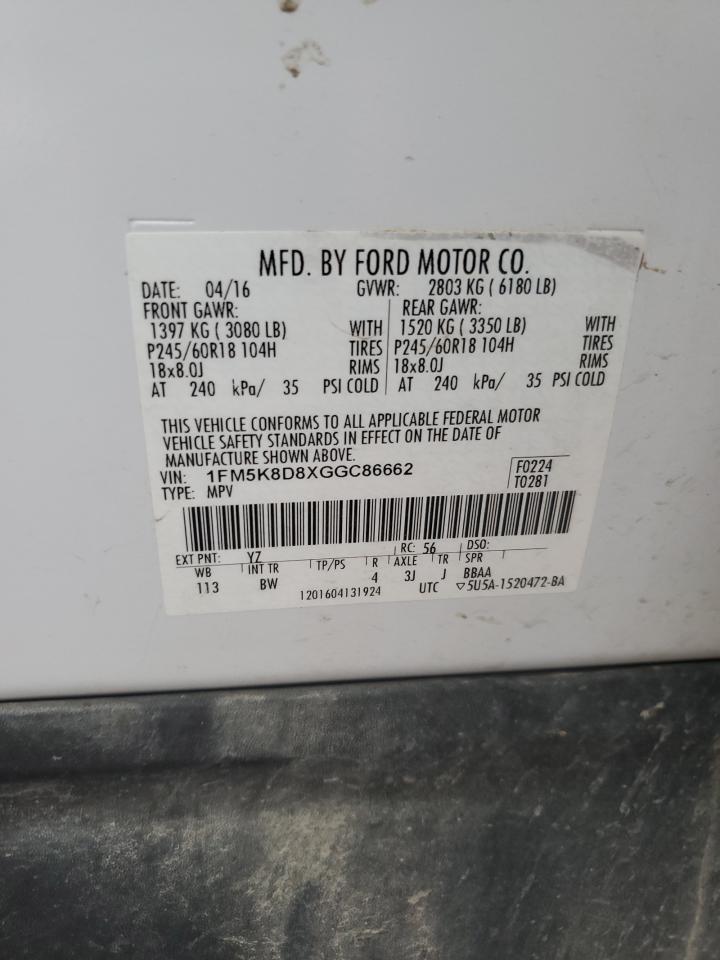 MFD. BY FORD MOTOR CO.
DATE: 04/16 GVWR: 2803 KG ( 6180 LB)
FRONT GAWR: REAR GAWR:
1397 KG ( 3080 LB) WITH 1520 KG ( 3350 LB) WITH
P245/60R18 104H TIRES P245/60R18 104H TIRES
18x8.0J RIMS 18x8.0J RIMS
AT 240 kPa/ 35 PSI COLD AT 240 kPa/ 35 PSI COLD
THIS VEHICLE CONFORMS TO ALL APPLICABLE FEDERAL MOTOR
VEHICLE SAFETY STANDARDS IN EFFECT ON THE DATE OF
MANUFACTURE SHOWN ABOVE.
VIN: 1FM5K8D8XGGC86662 F0224
TYPE: MPV T0281
EXT PNT: YZ RC: 56 DSO:
WB INT TR TP/PS R AXLE TR SPR
113 BW 4 3J J BBAA
1201604131924 UTC ▽5U5A-1520472-BA